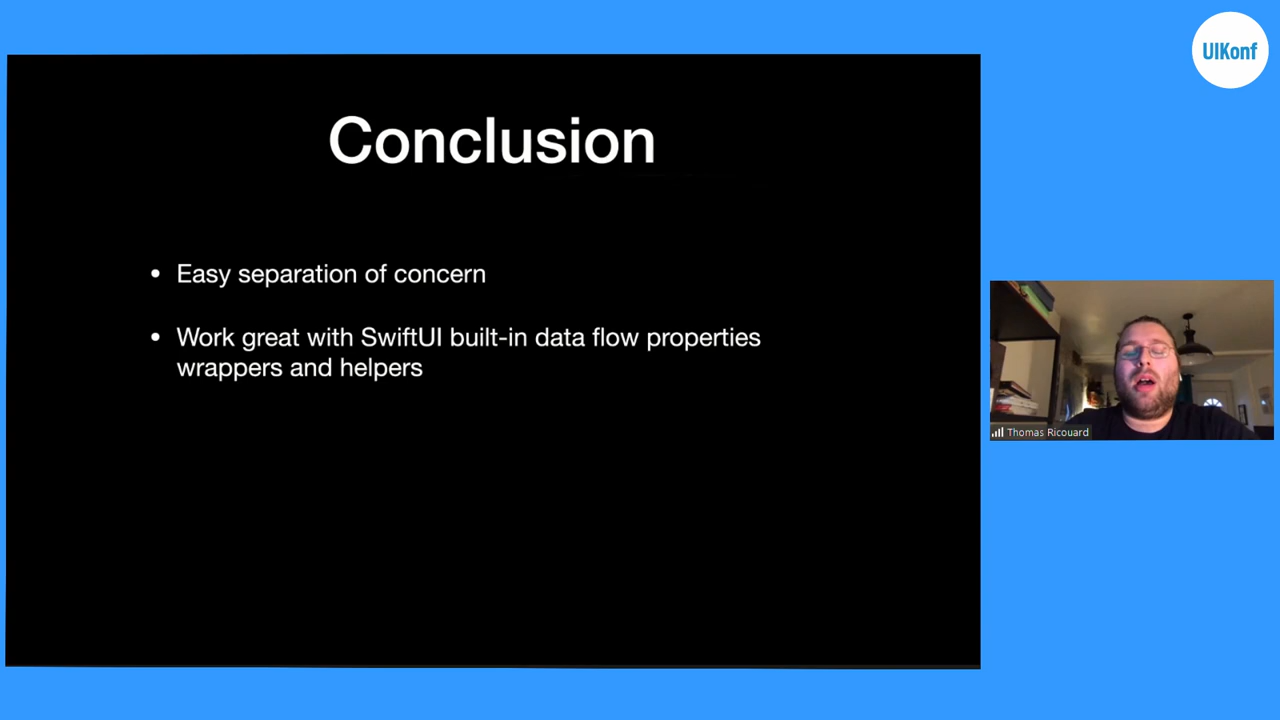 UIKonf
Conclusion
• Easy separation of concern
• Work great with SwiftUI built-in data flow properties
wrappers and helpers
Thomas Ricouard